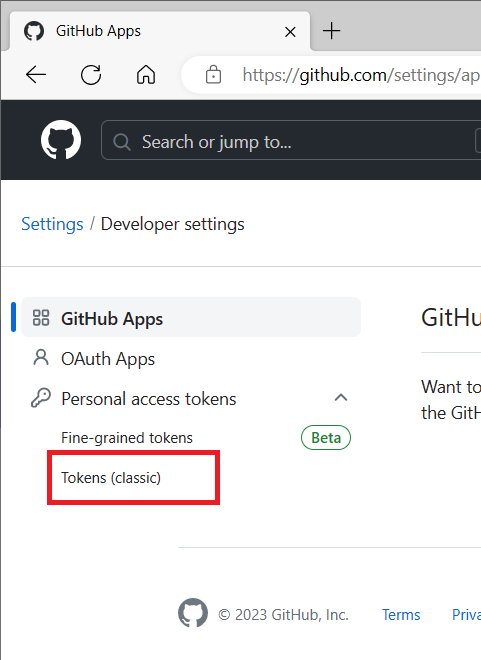 GitHub Apps
https://github.com/settings/ap
Search or jump to...
Settings / Developer settings
GitHub Apps
GitHu
OAuth Apps
Want to
Personal access tokens
the GitH
Fine-grained tokens Beta
Tokens (classic)
© 2023 GitHub, Inc. Terms Priva